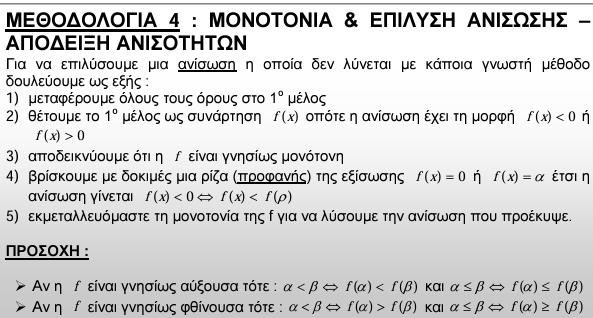 ΜΕΘΟΔΟΛΟΓΙΑ 4 : ΜΟΝΟΤΟΝΙΑ & ΕΠΙΛΥΣΗ ΑΝΙΣΩΣΗΣ –
ΑΠΟΔΕΙΞΗ ΑΝΙΣΟΤΗΤΩΝ
Για να επιλύσουμε μια ανίσωση η οποία δεν λύνεται με κάποια γνωστή μέθοδο
δουλεύουμε ως εξής :
1) μεταφέρουμε όλους τους όρους στο 1° μέλος
2) θέτουμε το 1° μέλος ως συνάρτηση f(x) οπότε η ανίσωση έχει τη μορφή f(x) < 0 ή
f(x) > 0
3) αποδεικνύουμε ότι η f είναι γνησίως μονότονη
4) βρίσκουμε με δοκιμές μια ρίζα (προφανής) της εξίσωσης f(x) = 0 ή f(x) = α έτσι η
ανίσωση γίνεται f(x) < 0 ⇔ f(x) < f(ρ)
5) εκμεταλλευόμαστε τη μονοτονία της f για να λύσουμε την ανίσωση που προέκυψε.
ΠΡΟΣΟΧΗ :
➢ Αν η f είναι γνησίως αύξουσα τότε : α < β ⇔ f(α) < f(β) και α ≤ β ⇔ f(α) ≤ f(β)
➢ Αν η f είναι γνησίως φθίνουσα τότε : α < β ⇔ f(α) > f(β) και α ≤ β ⇔ f(α) ≥ f(β)